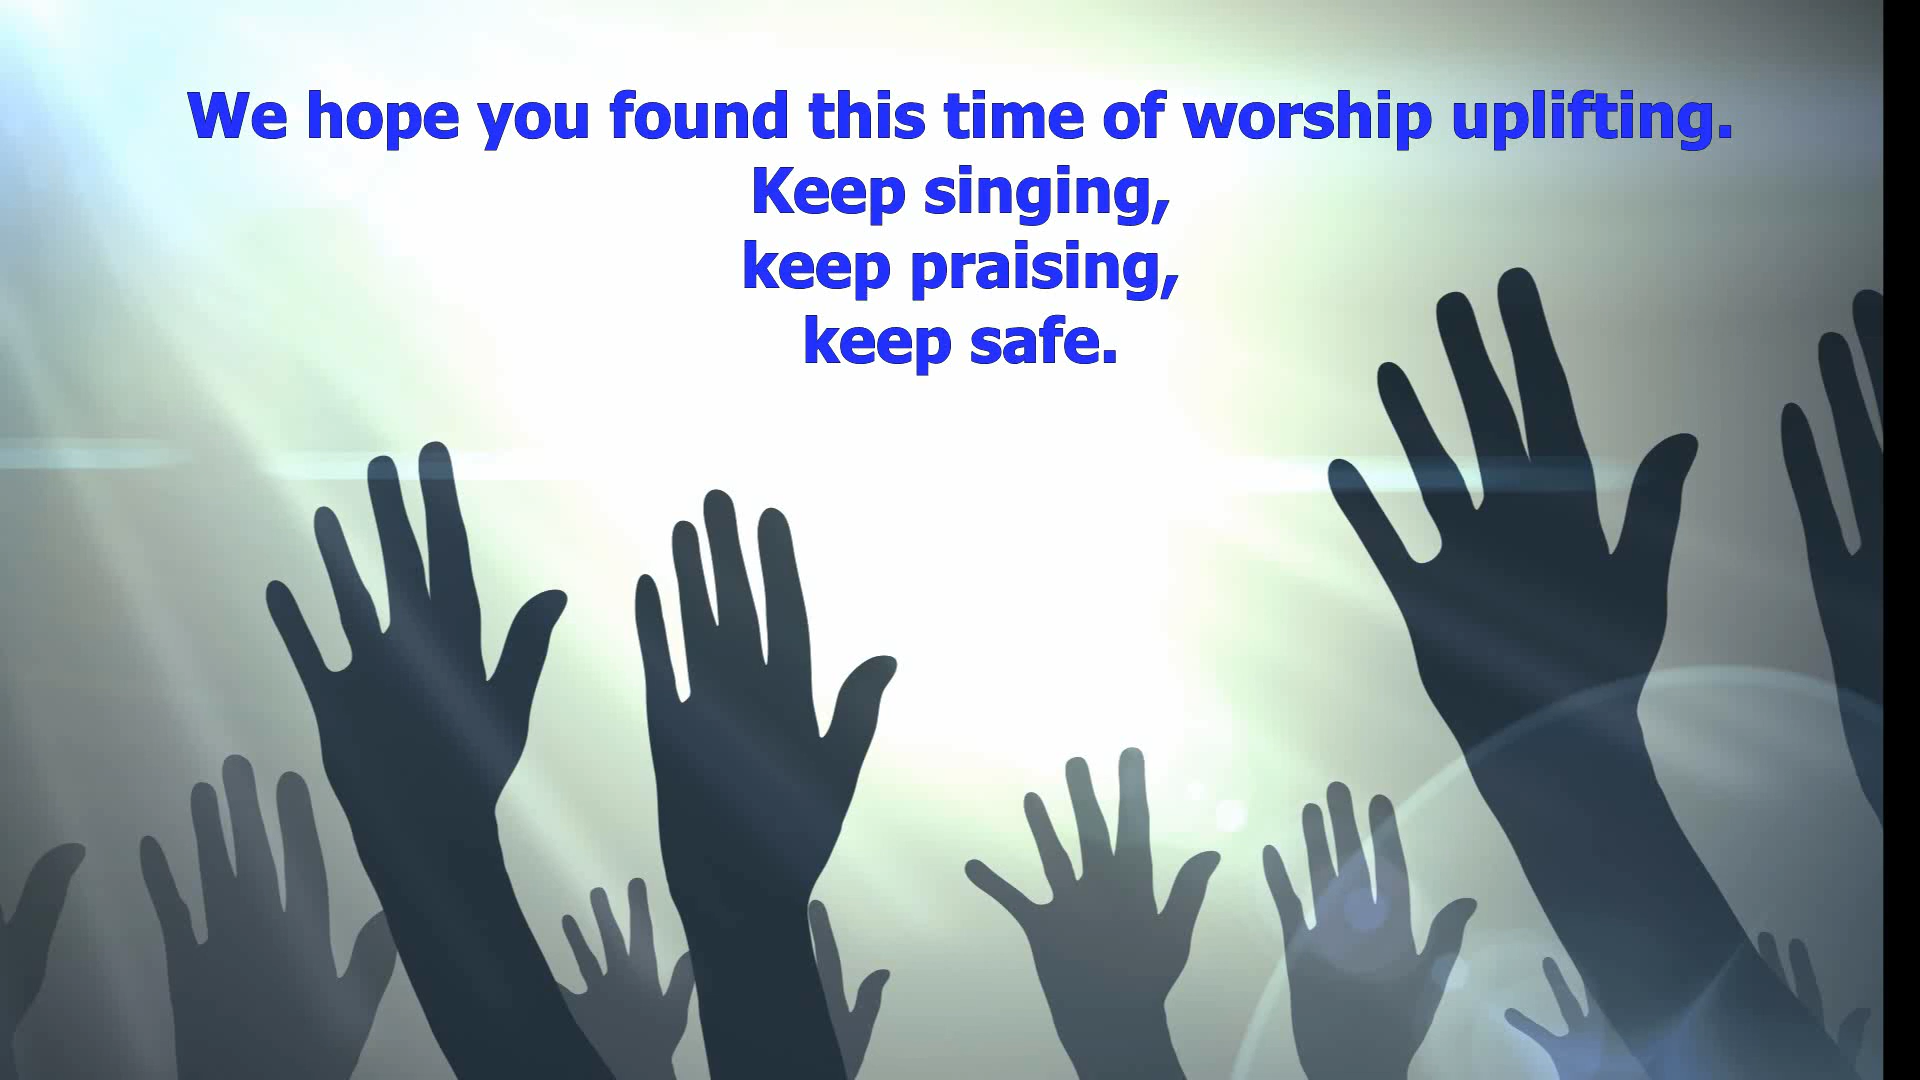 We hope you found this time of worship uplifting.
Keep singing,
keep praising,
keep safe.